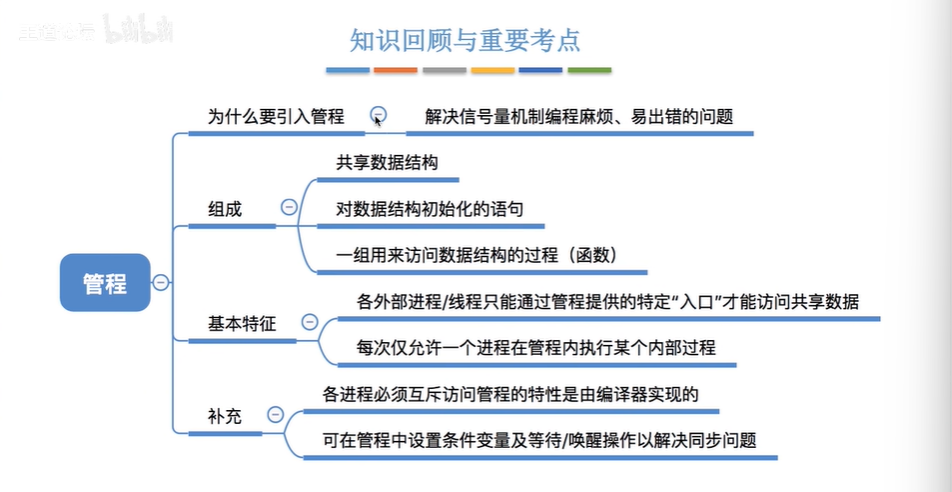 bilibili
知识回顾与重要考点
为什么要引入管程
解决信号量机制编程麻烦、易出错的问题
组成
共享数据结构
对数据结构初始化的语句
一组用来访问数据结构的过程（函数）
管程
基本特征
各外部进程/线程只能通过管程提供的特定“入口”才能访问共享数据
每次仅允许一个进程在管程内执行某个内部过程
补充
各进程必须互斥访问管程的特性是由编译器实现的
可在管程中设置条件变量及等待/唤醒操作以解决同步问题